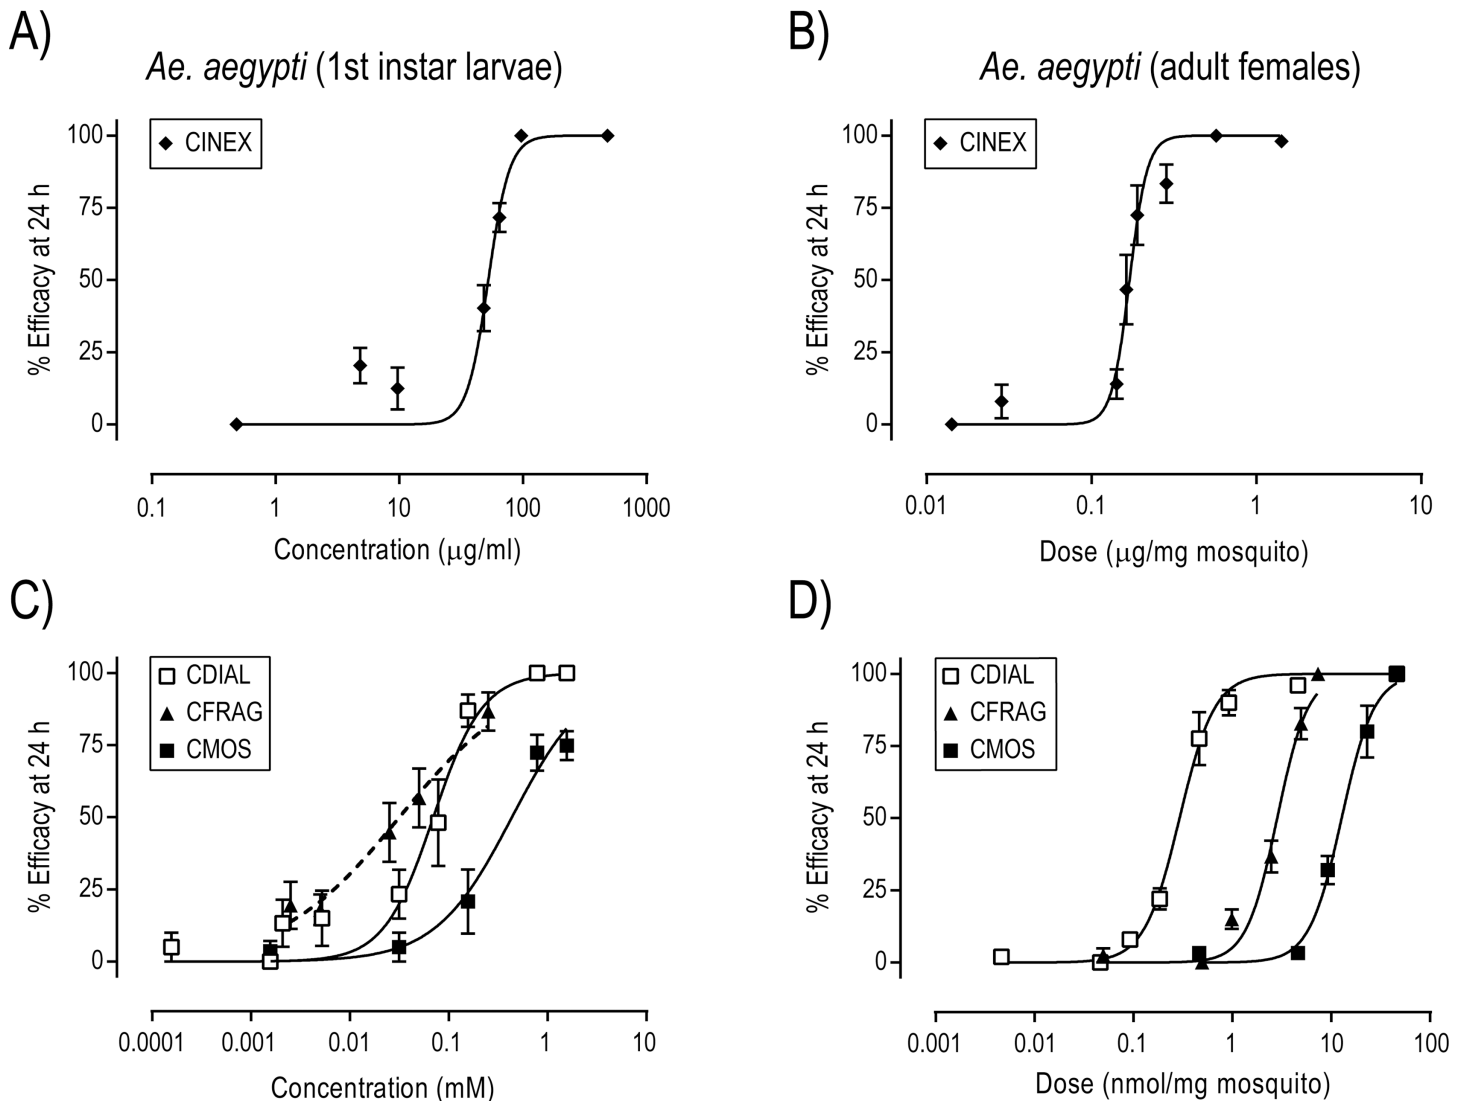 A)
Ae. aegypti (1st instar larvae)
CINEX
% Efficacy at 24 h
100
75
50
25
0
0.1 1 10 100 1000
Concentration (µg/ml)
B)
Ae. aegypti (adult females)
CINEX
% Efficacy at 24 h
100
75
50
25
0
0.01 0.1 1 10
Dose (µg/mg mosquito)
C)
CDIAL
CFRAG
CMOS
% Efficacy at 24 h
100
75
50
25
0
0.0001 0.001 0.01 0.1 1 10
Concentration (mM)
D)
CDIAL
CFRAG
CMOS
% Efficacy at 24 h
100
75
50
25
0
0.001 0.01 0.1 1 10 100
Dose (nmol/mg mosquito)